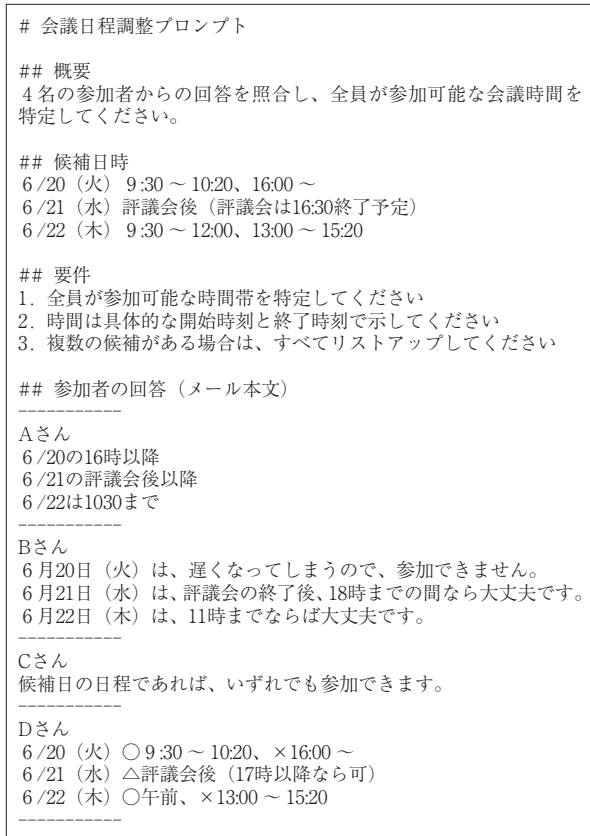 # 会議日程調整プロンプト
## 概要
4名の参加者からの回答を照合し、全員が参加可能な会議時間を
特定してください。
## 候補日時
6/20（火）9:30～10:20、16:00～
6/21（水）評議会後（評議会は16:30終了予定）
6/22（木）9:30～12:00、13:00～15:20
## 要件
1. 全員が参加可能な時間帯を特定してください
2. 時間は具体的な開始時刻と終了時刻で示してください
3. 複数の候補がある場合は、すべてリストアップしてください
## 参加者の回答（メール本文）
-----------
Aさん
6/20の16時以降
6/21の評議会後以降
6/22は1030まで
-----------
Bさん
6月20日（火）は、遅くなってしまうので、参加できません。
6月21日（水）は、評議会の終了後、18時までの間なら大丈夫です。
6月22日（木）は、11時までならば大丈夫です。
-----------
Cさん
候補日の日程であれば、いずれでも参加できます。
-----------
Dさん
6/20（火）○9:30～10:20、×16:00～
6/21（水）△評議会後（17時以降なら可）
6/22（木）○午前、×13:00～15:20
-----------